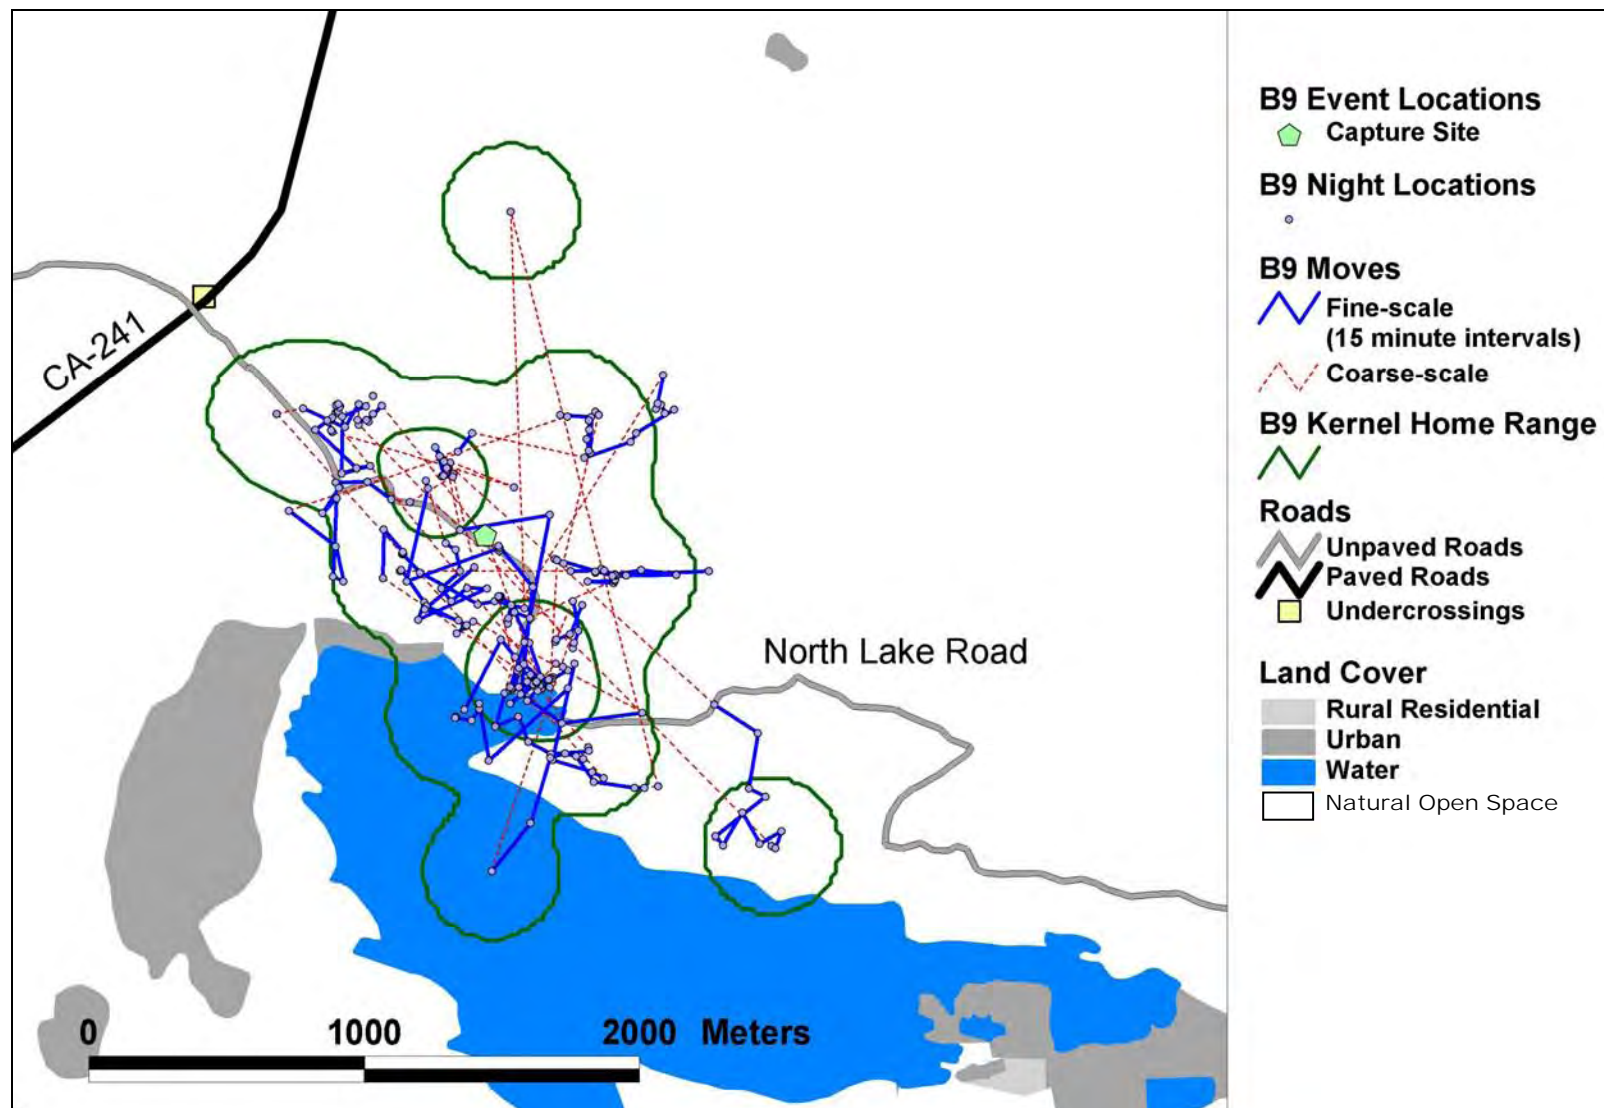 CA-241
North Lake Road
0 1000 2000 Meters
B9 Event Locations
Capture Site
B9 Night Locations
B9 Moves
Fine-scale
(15 minute intervals)
Coarse-scale
B9 Kernel Home Range
Roads
Unpaved Roads
Paved Roads
Undercrossings
Land Cover
Rural Residential
Urban
Water
Natural Open Space